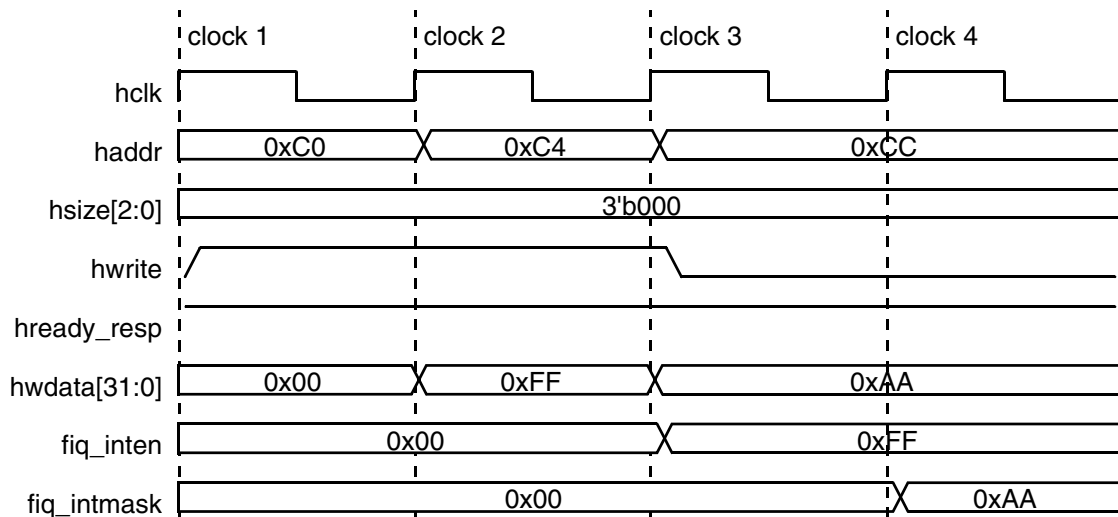 clock 1 clock 2 clock 3 clock 4
hclk
haddr 0xC0 0xC4 0xCC
hsize[2:0] 3'b000
hwrite
hready_resp
hwdata[31:0] 0x00 0xFF 0xAA
fiq_inten 0x00 0xFF
fiq_intmask 0x00 0xAA